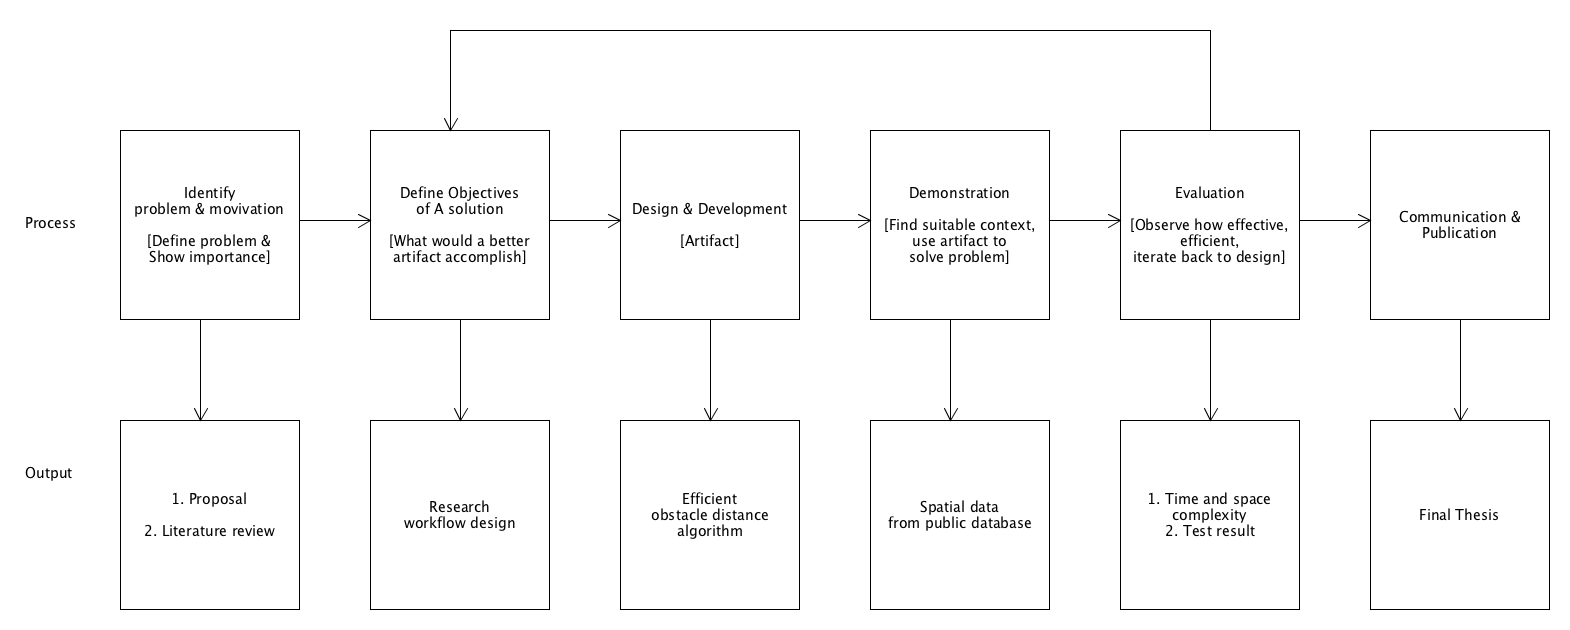 Process
Identify
problem & movivation
[Define problem &
Show importance]
Define Objectives
of A solution
[What would a better
artifact accomplish]
Design & Development
[Artifact]
Demonstration
[Find suitable context,
use artifact to
solve problem]
Evaluation
[Observe how effective,
efficient,
iterate back to design]
Communication &
Publication
Output
1. Proposal
2. Literature review
Research
workflow design
Efficient
obstacle distance
algorithm
Spatial data
from public database
1. Time and space
complexity
2. Test result
Final Thesis